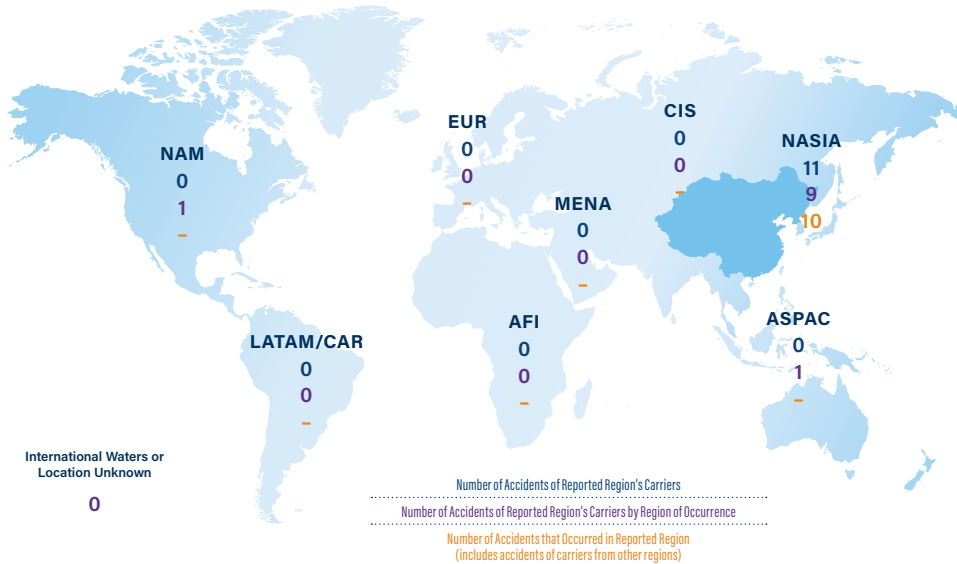 CIS
0
0
–
EUR
0
0
–
NASIA
11
9
10
NAM
0
1
–
MENA
0
0
–
AFI
0
0
–
ASPAC
0
1
–
LATAM/CAR
0
0
–
International Waters or
Location Unknown
0
Number of Accidents of Reported Region's Carriers
Number of Accidents of Reported Region's Carriers by Region of Occurrence
Number of Accidents that Occurred in Reported Region
(includes accidents of carriers from other regions)